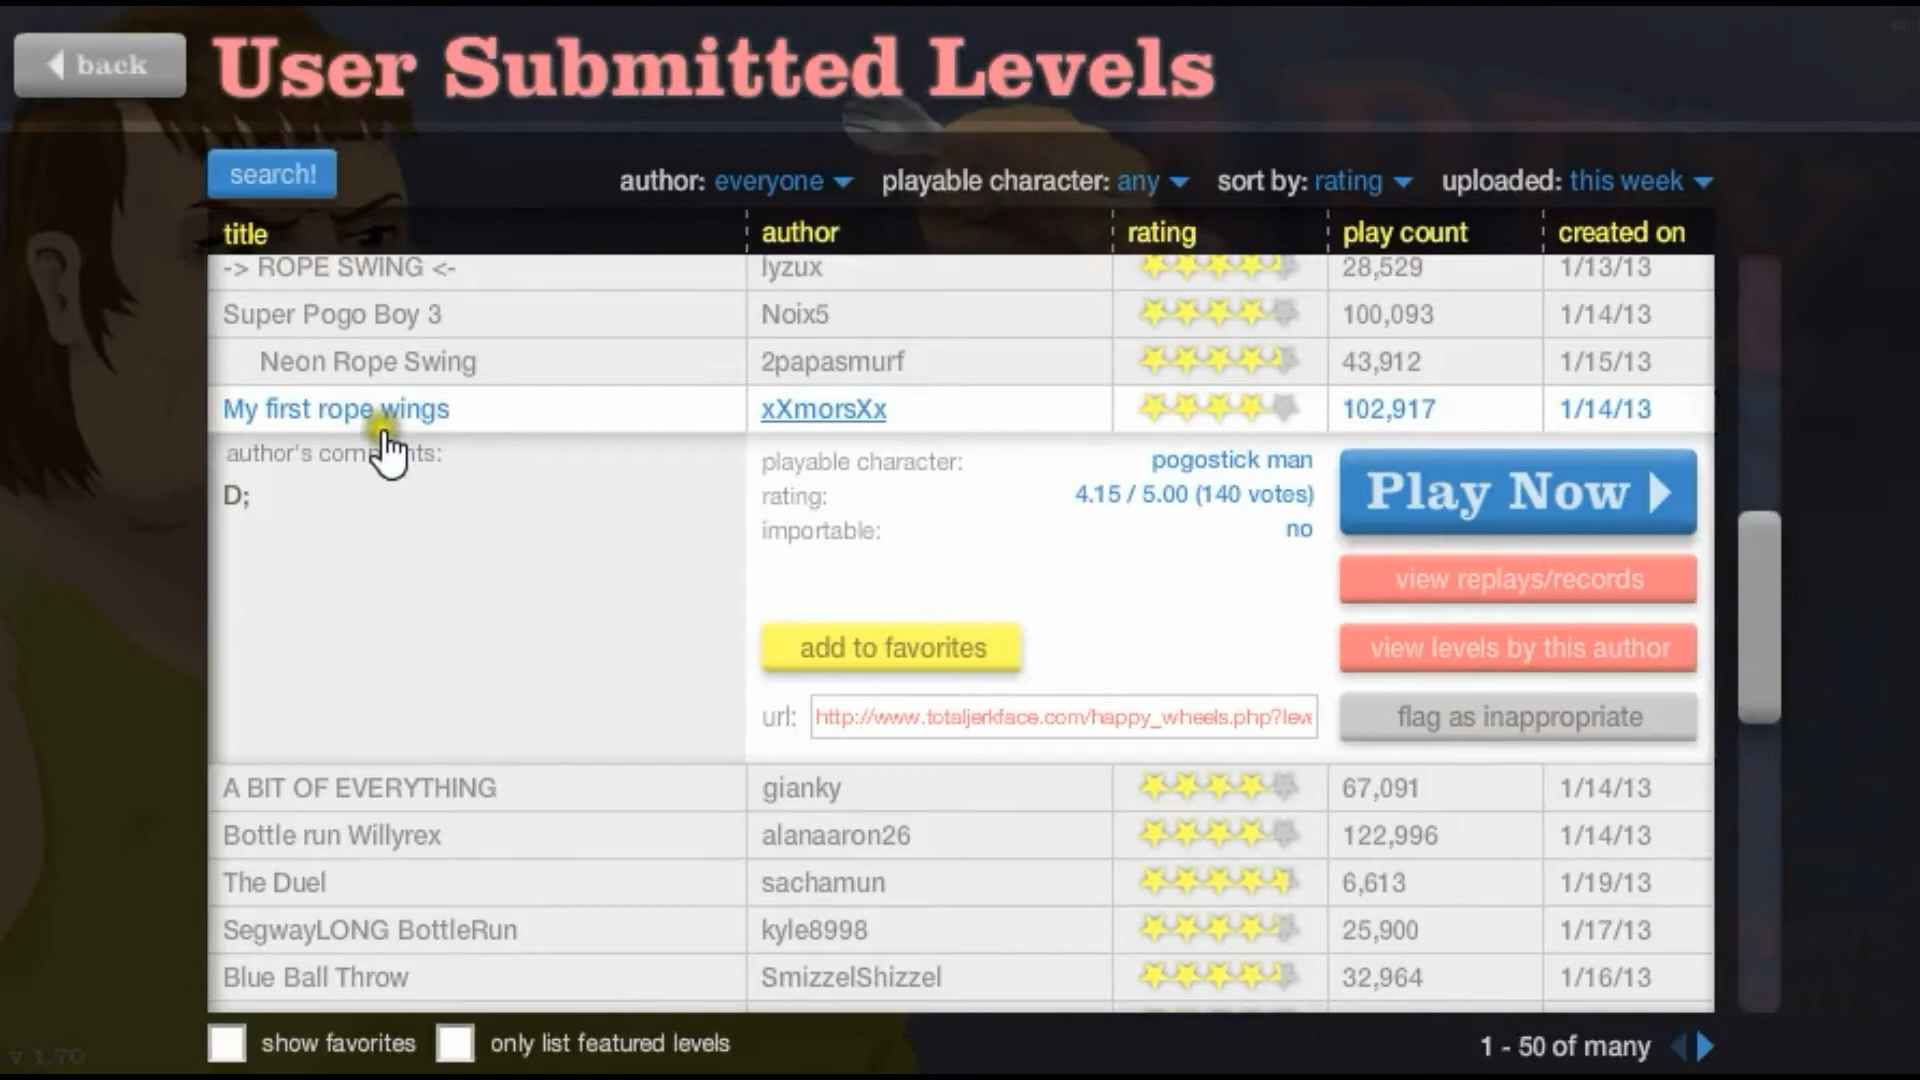 back
User Submitted Levels
search!
author: everyone playable character: any sort by: rating uploaded: this week
title author rating play count created on
-> ROPE SWING <- lyzux 28,529 1/13/13
Super Pogo Boy 3 Noix5 100,093 1/14/13
Neon Rope Swing 2papasmurf 43,912 1/15/13
My first rope wings xXmorsXx 102,917 1/14/13
author's comments:
D;
playable character: pogostick man
rating: 4.15 / 5.00 (140 votes)
importable: no
Play Now
view replays/records
add to favorites
view levels by this author
url: http://www.totaljerkface.com/happy_wheels.php?leve
flag as inappropriate
A BIT OF EVERYTHING gianky 67,091 1/14/13
Bottle run Willyrex alanaaron26 122,996 1/14/13
The Duel sachamun 6,613 1/19/13
SegwayLONG BottleRun kyle8998 25,900 1/17/13
Blue Ball Throw SmizzelShizzel 32,964 1/16/13
show favorites only list featured levels
1 - 50 of many
v 1.70